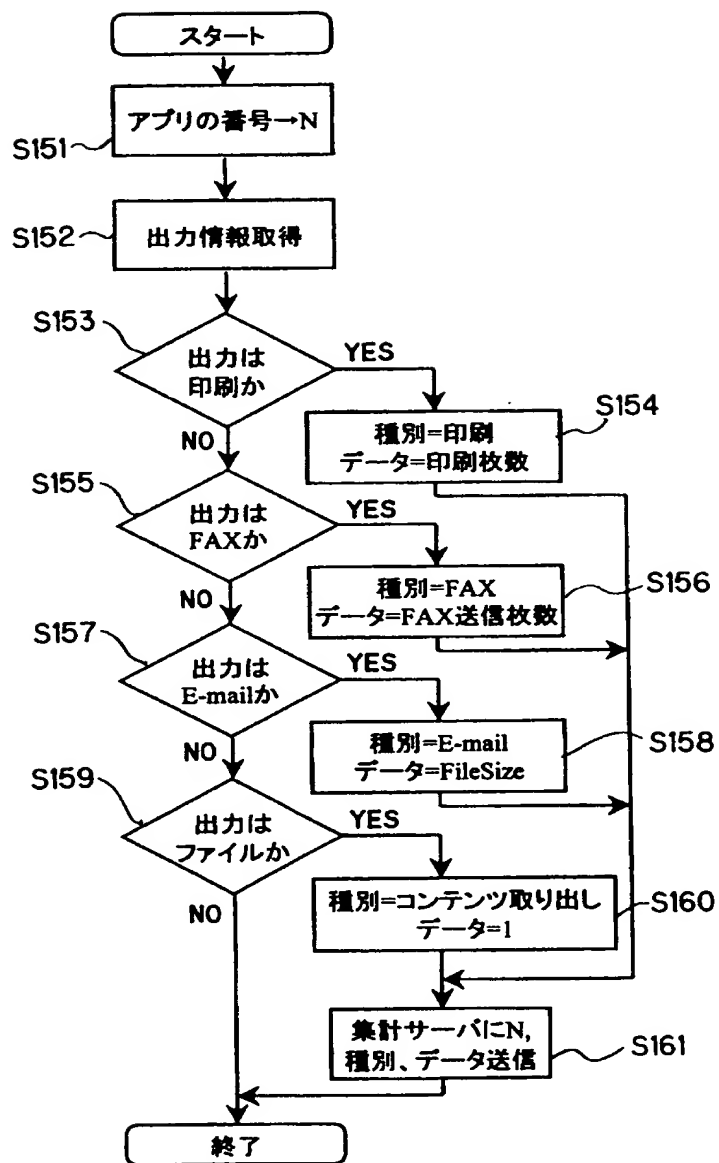 スタート
アプリの番号→N
S151
出力情報取得
S152
S153
出力は
印刷か
YES
NO
種別=印刷
データ=印刷枚数
S154
S155
出力は
FAXか
YES
NO
種別=FAX
データ=FAX送信枚数
S156
S157
出力は
E-mailか
YES
NO
種別=E-mail
データ=FileSize
S158
S159
出力は
ファイルか
YES
NO
種別=コンテンツ取り出し
データ=1
S160
集計サーバにN,
種別、データ送信
S161
終了